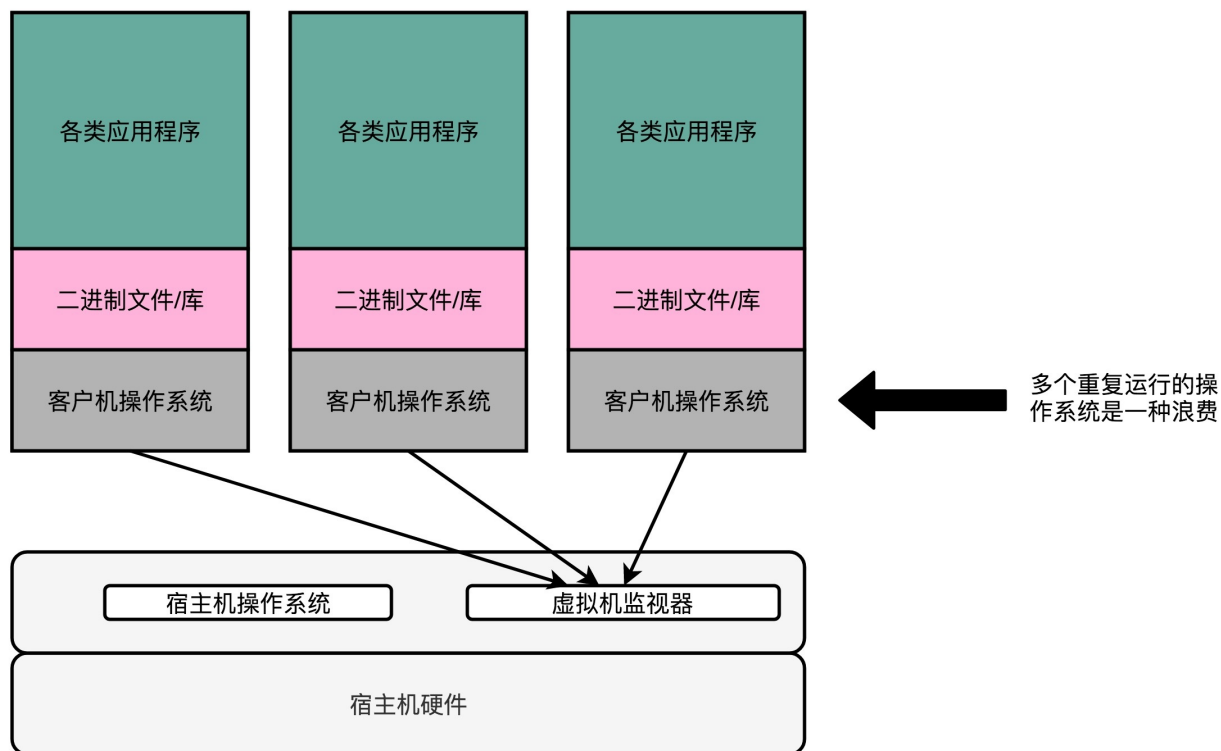 各类应用程序
各类应用程序
各类应用程序
二进制文件/库
二进制文件/库
二进制文件/库
客户机操作系统
客户机操作系统
客户机操作系统
多个重复运行的操
作系统是一种浪费
宿主机操作系统
虚拟机监视器
宿主机硬件